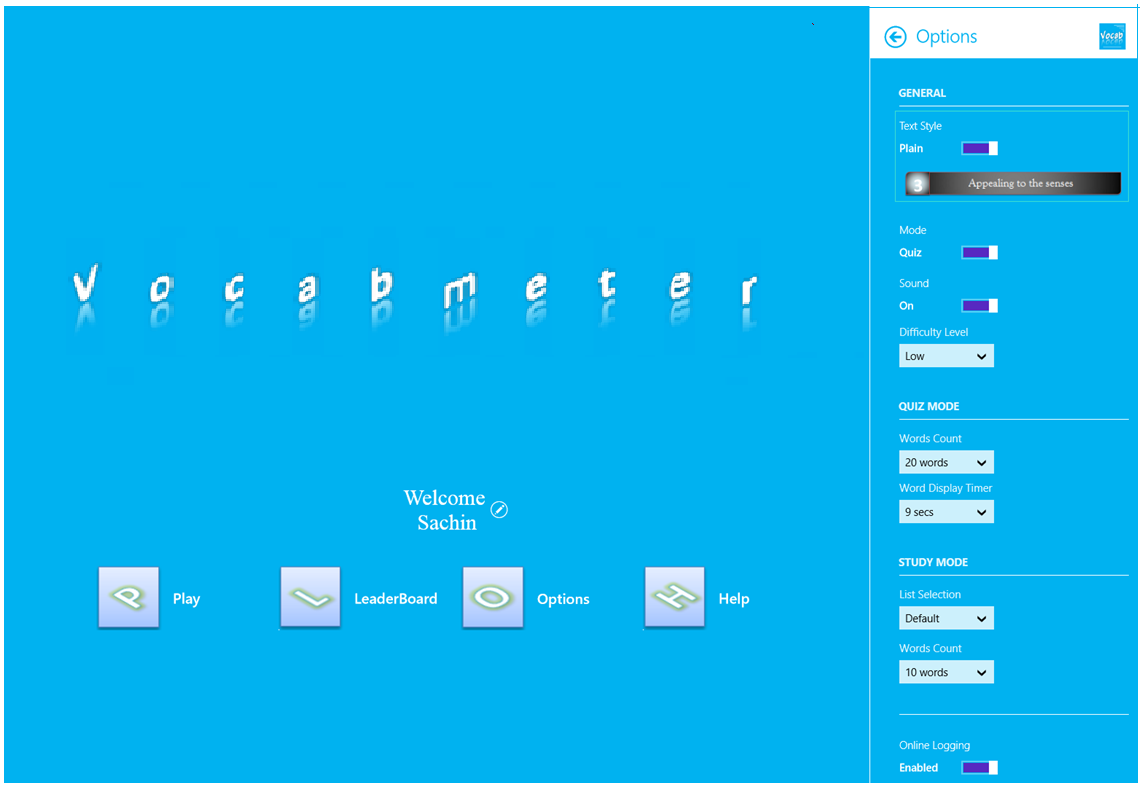 Vocabmeter
Welcome
Sachin
Play
LeaderBoard
Options
Help
Options
Vocab
GENERAL
Text Style
Plain
3 Appealing to the senses
Mode
Quiz
Sound
On
Difficulty Level
Low
QUIZ MODE
Words Count
20 words
Word Display Timer
9 secs
STUDY MODE
List Selection
Default
Words Count
10 words
Online Logging
Enabled